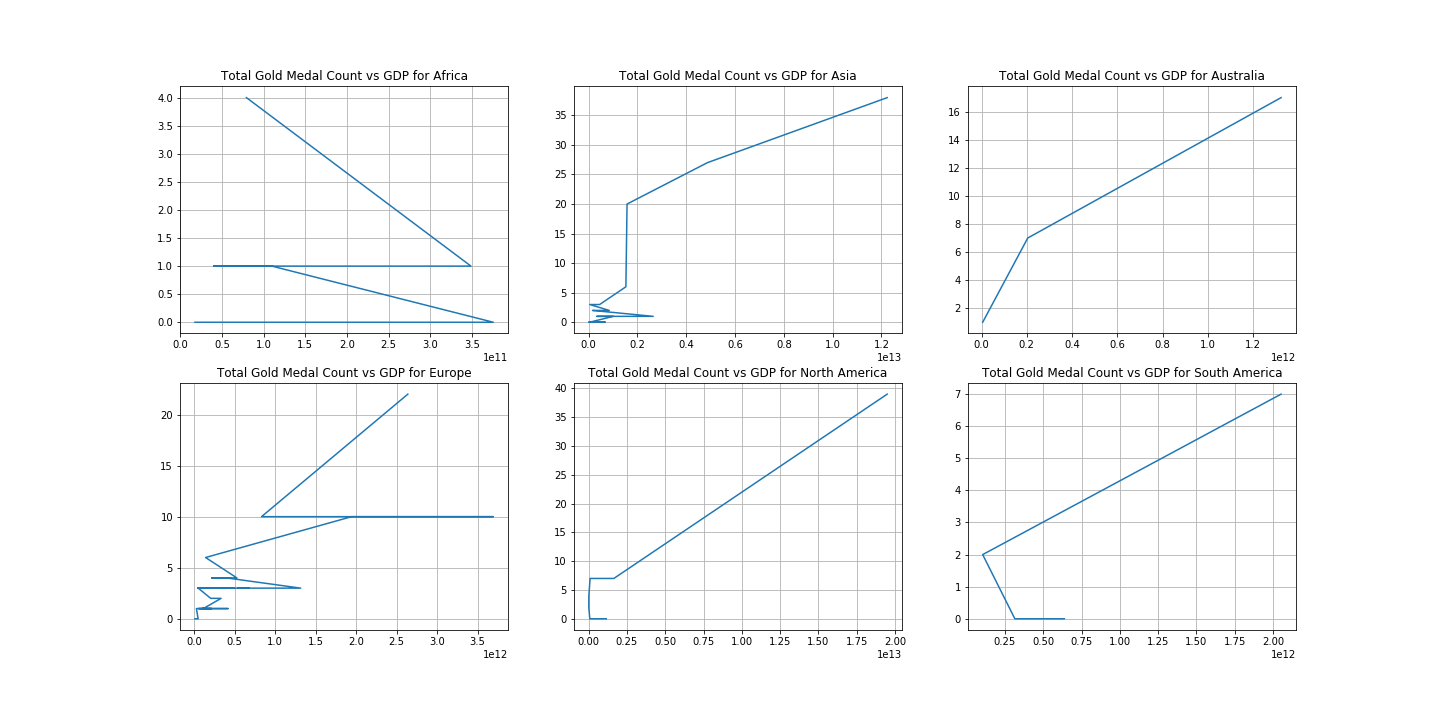 Total Gold Medal Count vs GDP for Africa
4.0
3.5
3.0
2.5
2.0
1.5
1.0
0.5
0.0
0.0 0.5 1.0 1.5 2.0 2.5 3.0 3.5
1e11
Total Gold Medal Count vs GDP for Asia
35
30
25
20
15
10
5
0
0.0 0.2 0.4 0.6 0.8 1.0 1.2
1e13
Total Gold Medal Count vs GDP for Australia
16
14
12
10
8
6
4
2
0.0 0.2 0.4 0.6 0.8 1.0 1.2
1e12
Total Gold Medal Count vs GDP for Europe
20
15
10
5
0
0.0 0.5 1.0 1.5 2.0 2.5 3.0 3.5
1e12
Total Gold Medal Count vs GDP for North America
40
35
30
25
20
15
10
5
0
0.00 0.25 0.50 0.75 1.00 1.25 1.50 1.75 2.00
1e13
Total Gold Medal Count vs GDP for South America
7
6
5
4
3
2
1
0
0.25 0.50 0.75 1.00 1.25 1.50 1.75 2.00
1e12